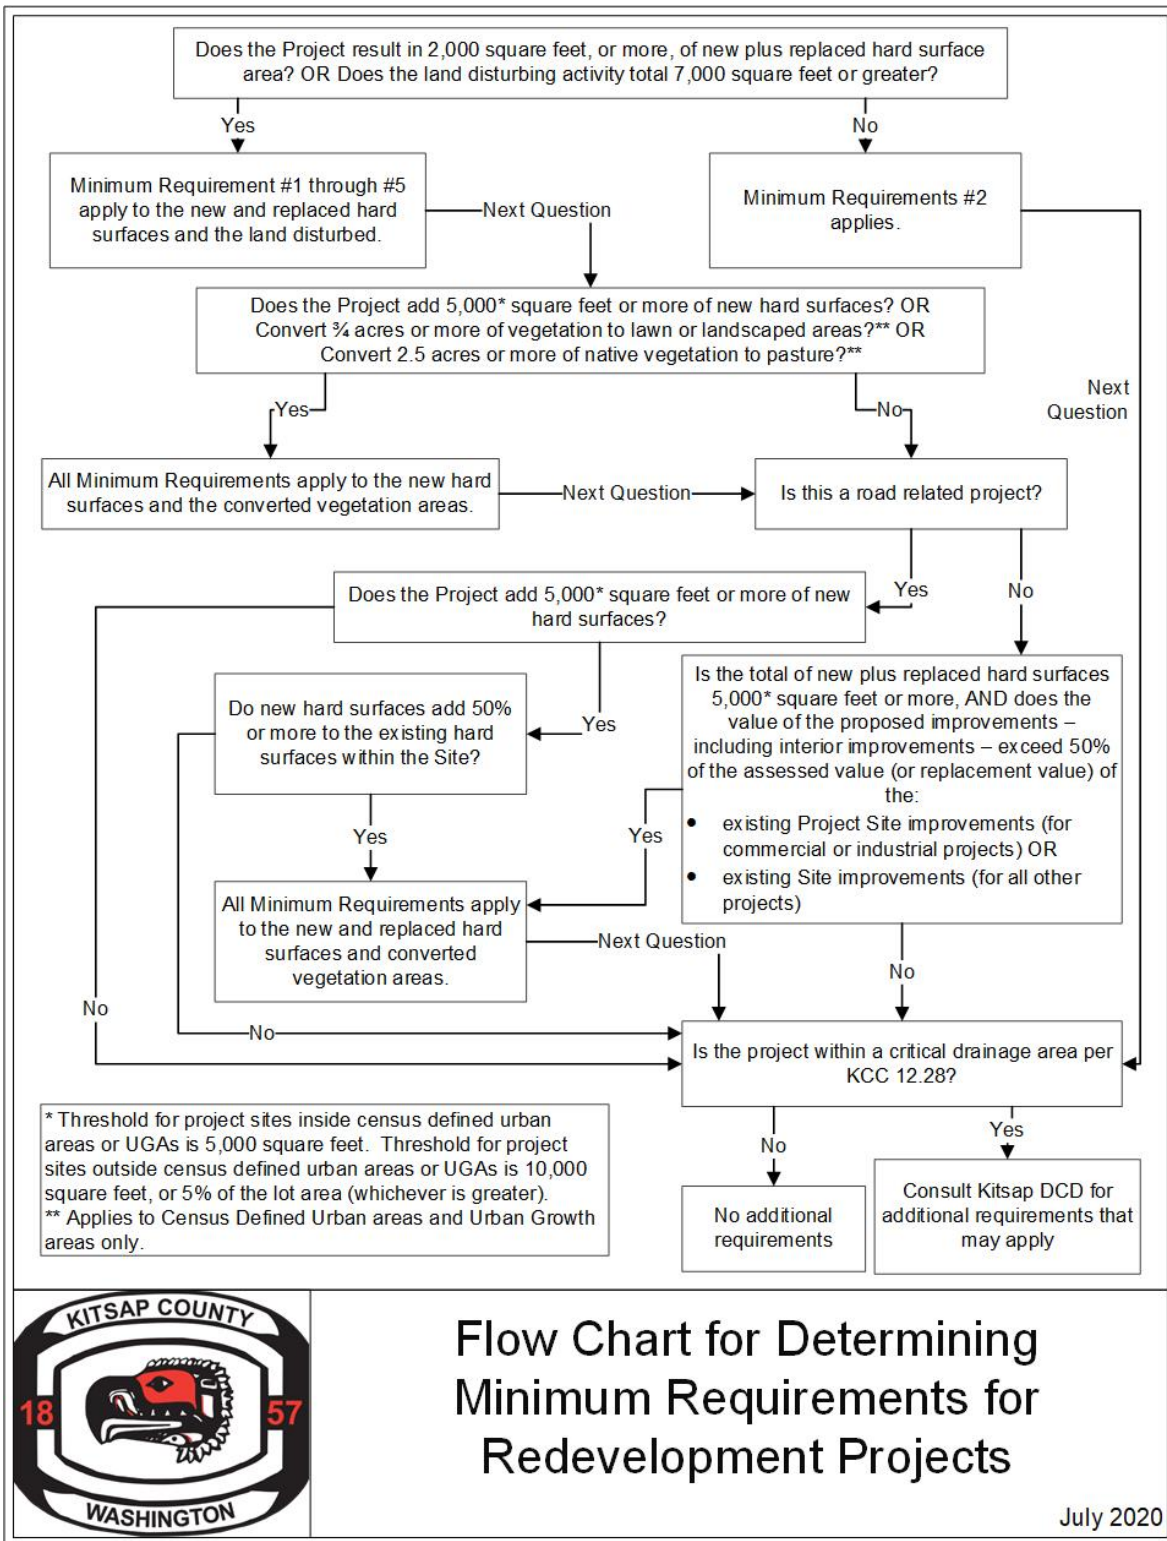 Does the Project result in 2,000 square feet, or more, of new plus replaced hard surface
area? OR Does the land disturbing activity total 7,000 square feet or greater?
Yes
No
Minimum Requirement #1 through #5
apply to the new and replaced hard
surfaces and the land disturbed.
Next Question
Minimum Requirements #2
applies.
Does the Project add 5,000* square feet or more of new hard surfaces? OR
Convert ¾ acres or more of vegetation to lawn or landscaped areas?** OR
Convert 2.5 acres or more of native vegetation to pasture?**
Next
Question
Yes
No
All Minimum Requirements apply to the new hard
surfaces and the converted vegetation areas.
Next Question
Is this a road related project?
Yes
No
Does the Project add 5,000* square feet or more of new
hard surfaces?
Do new hard surfaces add 50%
or more to the existing hard
surfaces within the Site?
Yes
Is the total of new plus replaced hard surfaces
5,000* square feet or more, AND does the
value of the proposed improvements –
including interior improvements – exceed 50%
of the assessed value (or replacement value) of
the:
• existing Project Site improvements (for
commercial or industrial projects) OR
• existing Site improvements (for all other
projects)
Yes
Yes
All Minimum Requirements apply
to the new and replaced hard
surfaces and converted
vegetation areas.
Next Question
No
No
No
Is the project within a critical drainage area per
KCC 12.28?
* Threshold for project sites inside census defined urban
areas or UGAs is 5,000 square feet. Threshold for project
sites outside census defined urban areas or UGAs is 10,000
square feet, or 5% of the lot area (whichever is greater).
** Applies to Census Defined Urban areas and Urban Growth
areas only.
No
Yes
No additional
requirements
Consult Kitsap DCD for
additional requirements that
may apply
KITSAP COUNTY
18 57
WASHINGTON
Flow Chart for Determining
Minimum Requirements for
Redevelopment Projects
July 2020